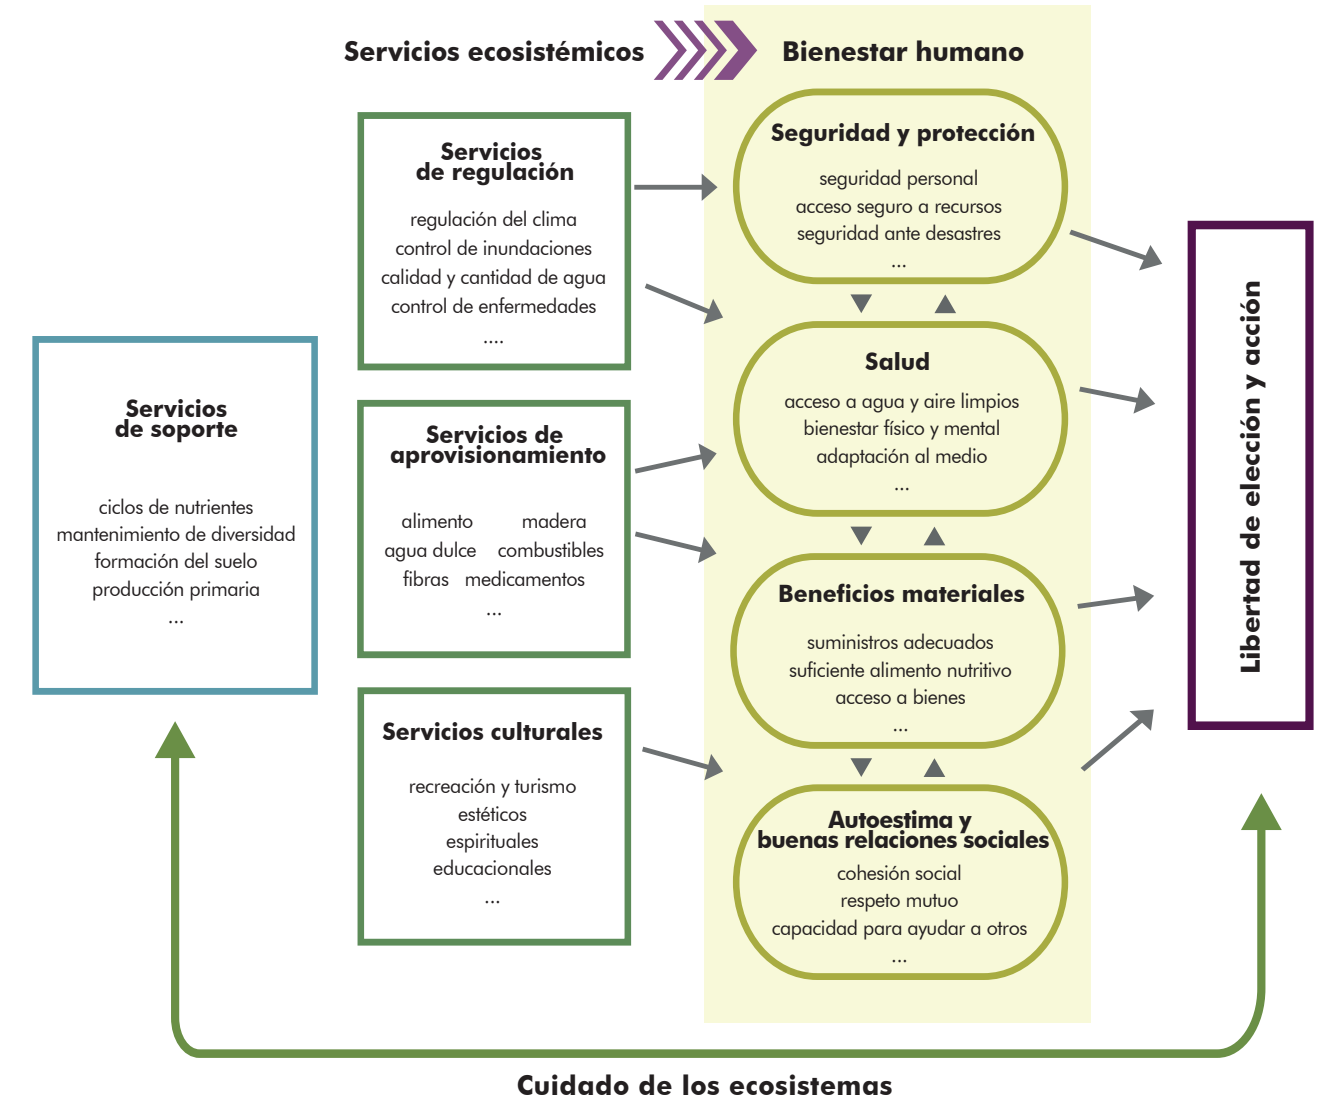 Servicios ecosistémicos
Bienestar humano
Servicios
de soporte
ciclos de nutrientes
mantenimiento de diversidad
formación del suelo
producción primaria
...
Servicios
de regulación
regulación del clima
control de inundaciones
calidad y cantidad de agua
control de enfermedades
....
Servicios de
aprovisionamiento
alimento madera
agua dulce combustibles
fibras medicamentos
...
Servicios culturales
recreación y turismo
estéticos
espirituales
educacionales
...
Seguridad y protección
seguridad personal
acceso seguro a recursos
seguridad ante desastres
...
Salud
acceso a agua y aire limpios
bienestar físico y mental
adaptación al medio
...
Beneficios materiales
suministros adecuados
suficiente alimento nutritivo
acceso a bienes
...
Autoestima y
buenas relaciones sociales
cohesión social
respeto mutuo
capacidad para ayudar a otros
...
Libertad de elección y acción
Cuidado de los ecosistemas